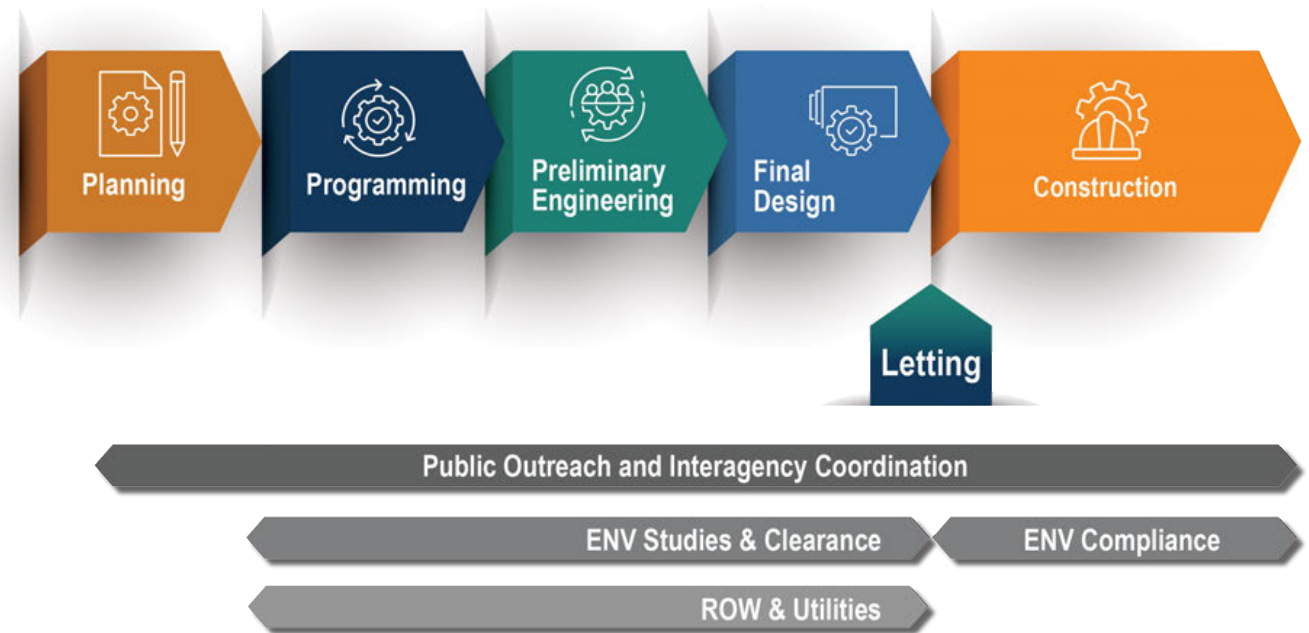 Planning
Programming
Preliminary
Engineering
Final
Design
Construction
Letting
Public Outreach and Interagency Coordination
ENV Studies & Clearance
ENV Compliance
ROW & Utilities